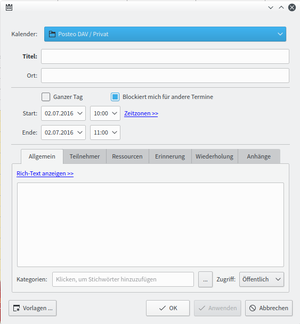 Kalender: Posteo DAV / Privat
Titel:
Ort:
Ganzer Tag Blockiert mich für andere Termine
Start: 02.07.2016 10:00 Zeitzonen >>
Ende: 02.07.2016 11:00
Allgemein Teilnehmer Ressourcen Erinnerung Wiederholung Anhänge
Rich-Text anzeigen >>
Kategorien: Klicken, um Stichwörter hinzuzufügen ... Zugriff: Öffentlich
Vorlagen ... OK Anwenden Abbrechen